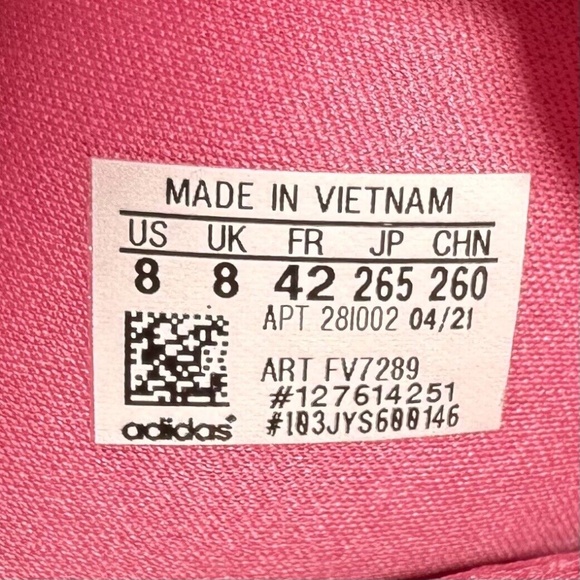 MADE IN VIETNAM
US UK FR JP CHN
8 8 42 265 260
APT 281002 04/21
ART FV7289
#127614251
adidas #103JYS600146